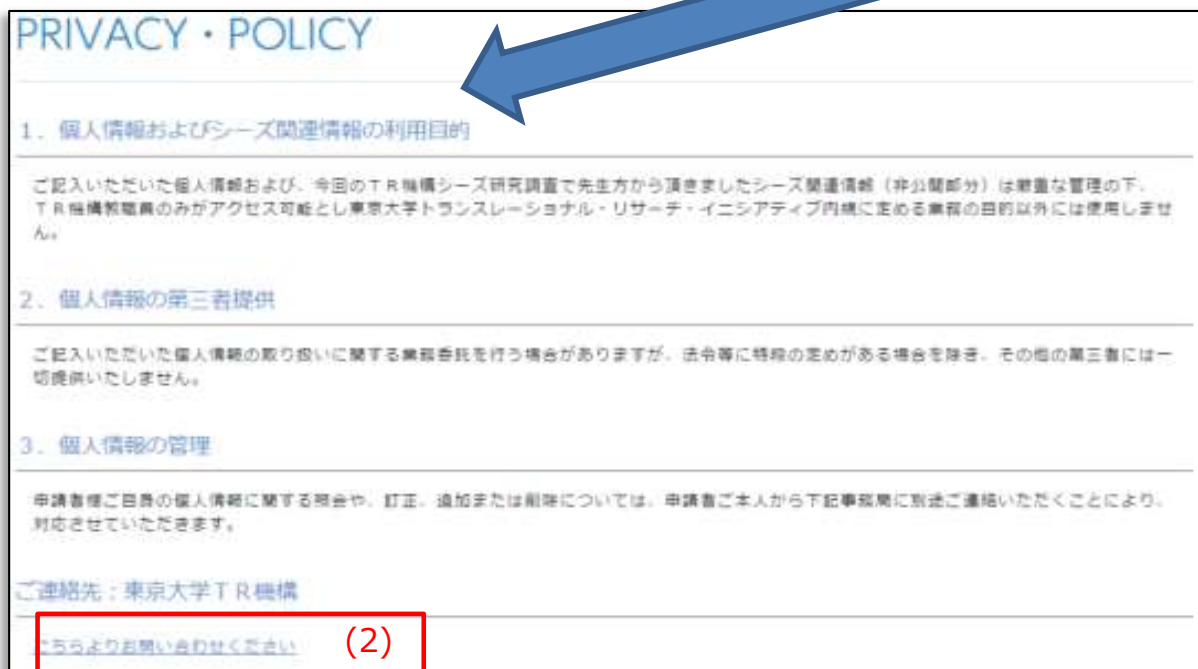 PRIVACY・POLICY
1．個人情報およびシーズ関連情報の利用目的
ご記入いただいた個人情報および、今回のＴＲ機構シーズ研究調査で先生方から頂きましたシーズ関連情報（非公開部分）は厳重な管理の下、
ＴＲ機構教職員のみがアクセス可能とし東京大学トランスレーショナル・リサーチ・イニシアティブ内規に定める業務の目的以外には使用しませ
ん。
2．個人情報の第三者提供
ご記入いただいた個人情報の取り扱いに関する業務委託を行う場合がありますが、法令等に特段の定めがある場合を除き、その他の第三者には一
切提供いたしません。
3．個人情報の管理
申請者様ご自身の個人情報に関する照会や、訂正、追加または削除については、申請者ご本人から下記事務局に別途ご連絡いただくことにより、
対応させていただきます。
ご連絡先：東京大学ＴＲ機構
こちらよりお問い合わせください (2)